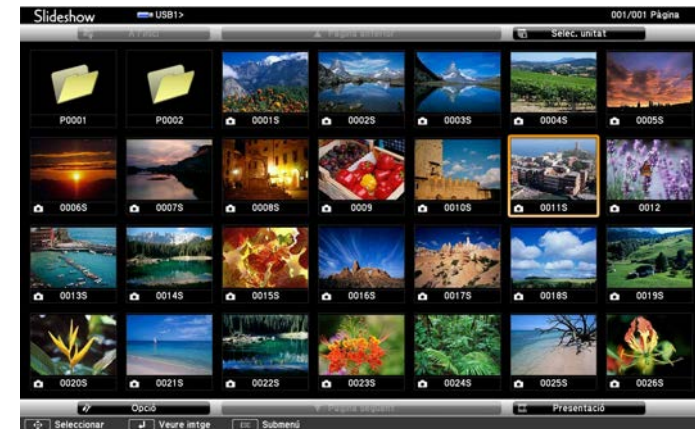 Slideshow USB1> 001/001 Pàgina
A l'inici Pàgina anterior Selec. unitat
P0001 P0002 0001S 0002S 0003S 0004S 0005S
0006S 0007S 0008S 0009 0010S 0011S 0012
0013S 0014S 0015S 0016S 0017S 0018S 0019S
0020S 0021S 0022S 0023S 0024S 0025S 0026S
Opció Pàgina següent Presentació
Seleccionar Veure imtge Esc Submenú